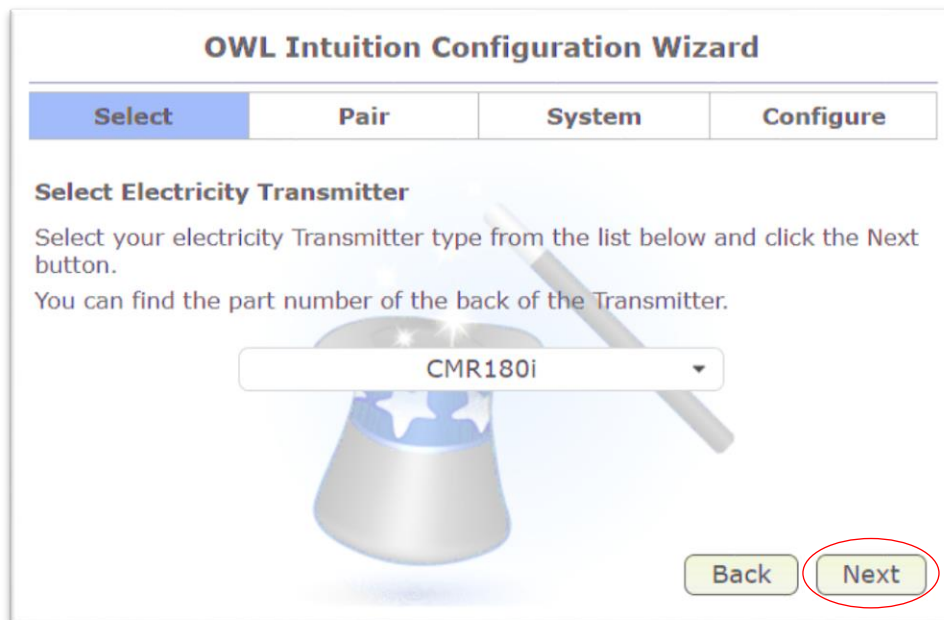 OWL Intuition Configuration Wizard
Select Pair System Configure
Select Electricity Transmitter
Select your electricity Transmitter type from the list below and click the Next
button.
You can find the part number of the back of the Transmitter.
CMR180i
Back Next